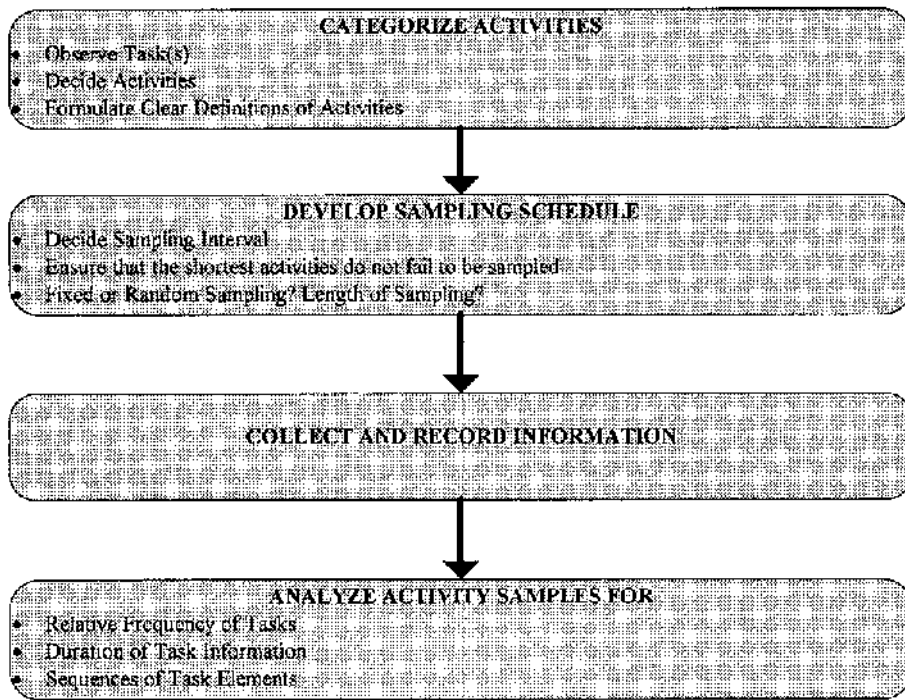 CATEGORIZE ACTIVITIES
• Observe Task(s)
• Decide Activities
• Formulate Clear Definitions of Activities
DEVELOP SAMPLING SCHEDULE
• Decide Sampling Interval
• Ensure that the shortest activities do not fail to be sampled
• Fixed or Random Sampling? Length of Sampling?
COLLECT AND RECORD INFORMATION
ANALYZE ACTIVITY SAMPLES FOR
• Relative Frequency of Tasks
• Duration of Task Information
• Sequences of Task Elements